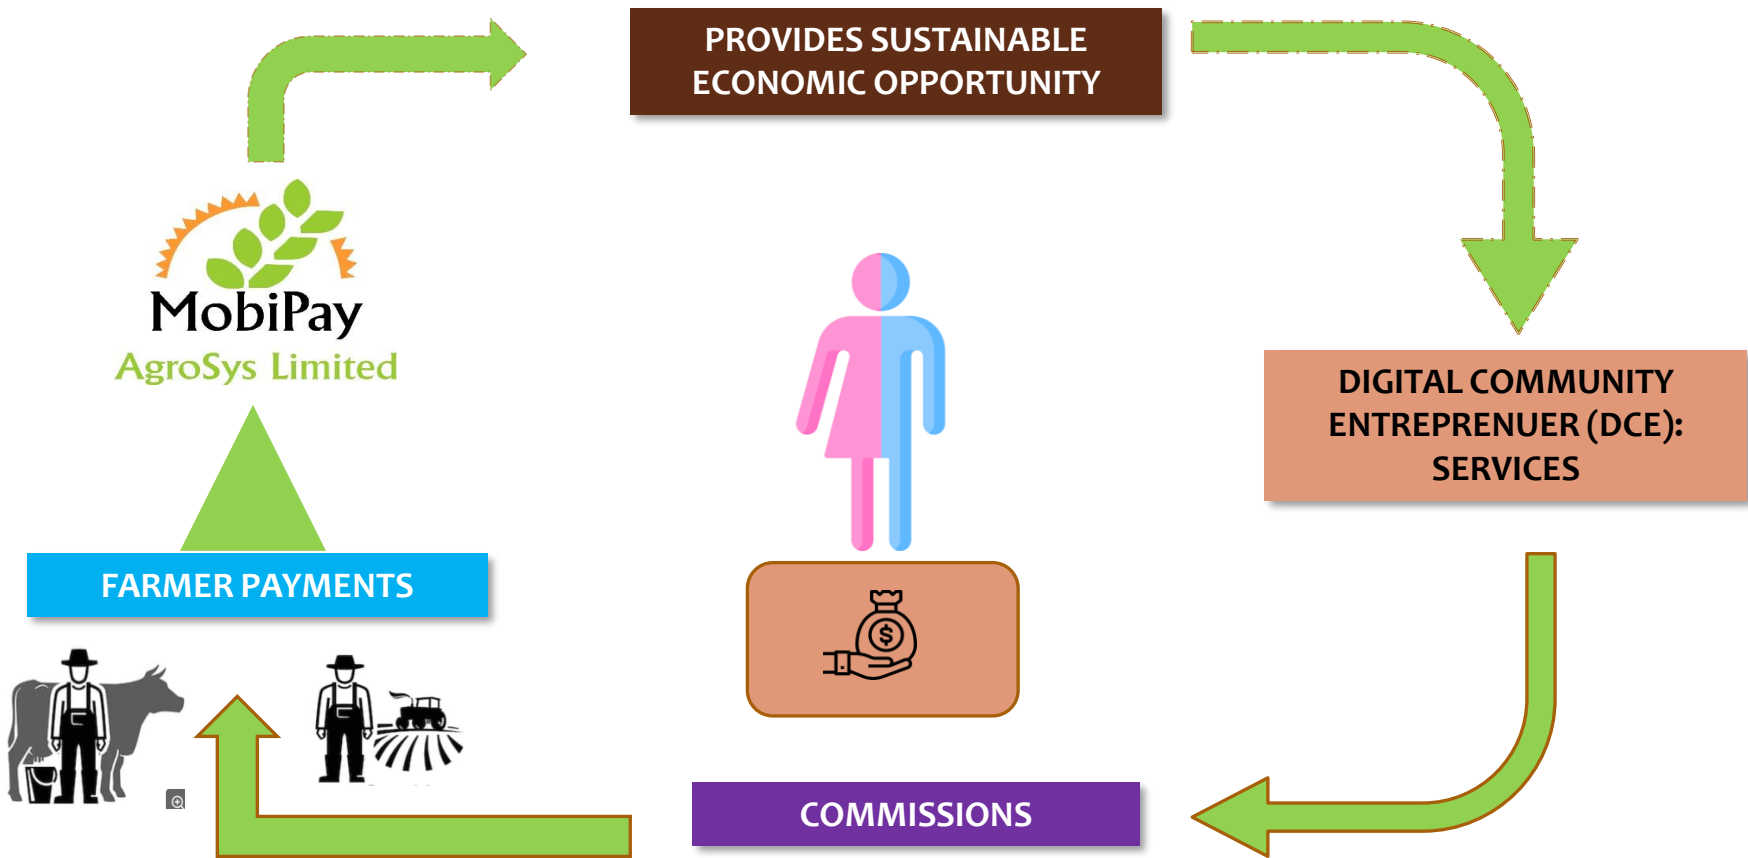 PROVIDES SUSTAINABLE
ECONOMIC OPPORTUNITY
MobiPay
AgroSys Limited
DIGITAL COMMUNITY
ENTREPRENUER (DCE):
SERVICES
FARMER PAYMENTS
$
COMMISSIONS